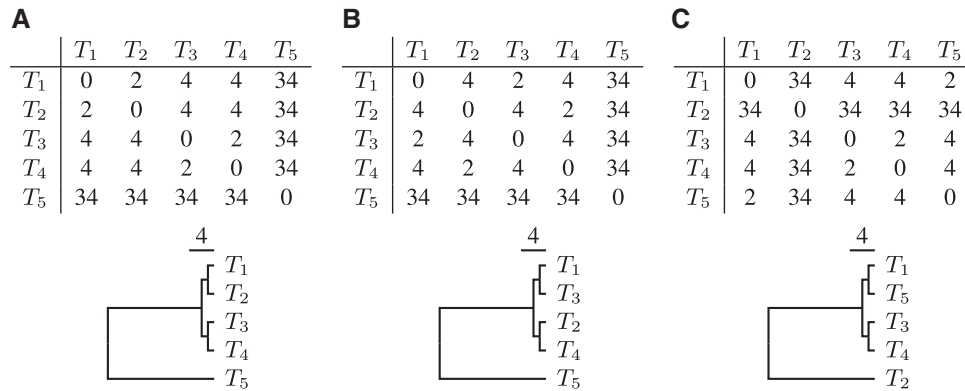 A
T₁ T₂ T₃ T₄ T₅
T₁ 0 2 4 4 34
T₂ 2 0 4 4 34
T₃ 4 4 0 2 34
T₄ 4 4 2 0 34
T₅ 34 34 34 34 0
4
T₁
T₂
T₃
T₄
T₅
B
T₁ T₂ T₃ T₄ T₅
T₁ 0 4 2 4 34
T₂ 4 0 4 2 34
T₃ 2 4 0 4 34
T₄ 4 2 4 0 34
T₅ 34 34 34 34 0
4
T₁
T₃
T₂
T₄
T₅
C
T₁ T₂ T₃ T₄ T₅
T₁ 0 34 4 4 2
T₂ 34 0 34 34 34
T₃ 4 34 0 2 4
T₄ 4 34 2 0 4
T₅ 2 34 4 4 0
4
T₁
T₅
T₃
T₄
T₂